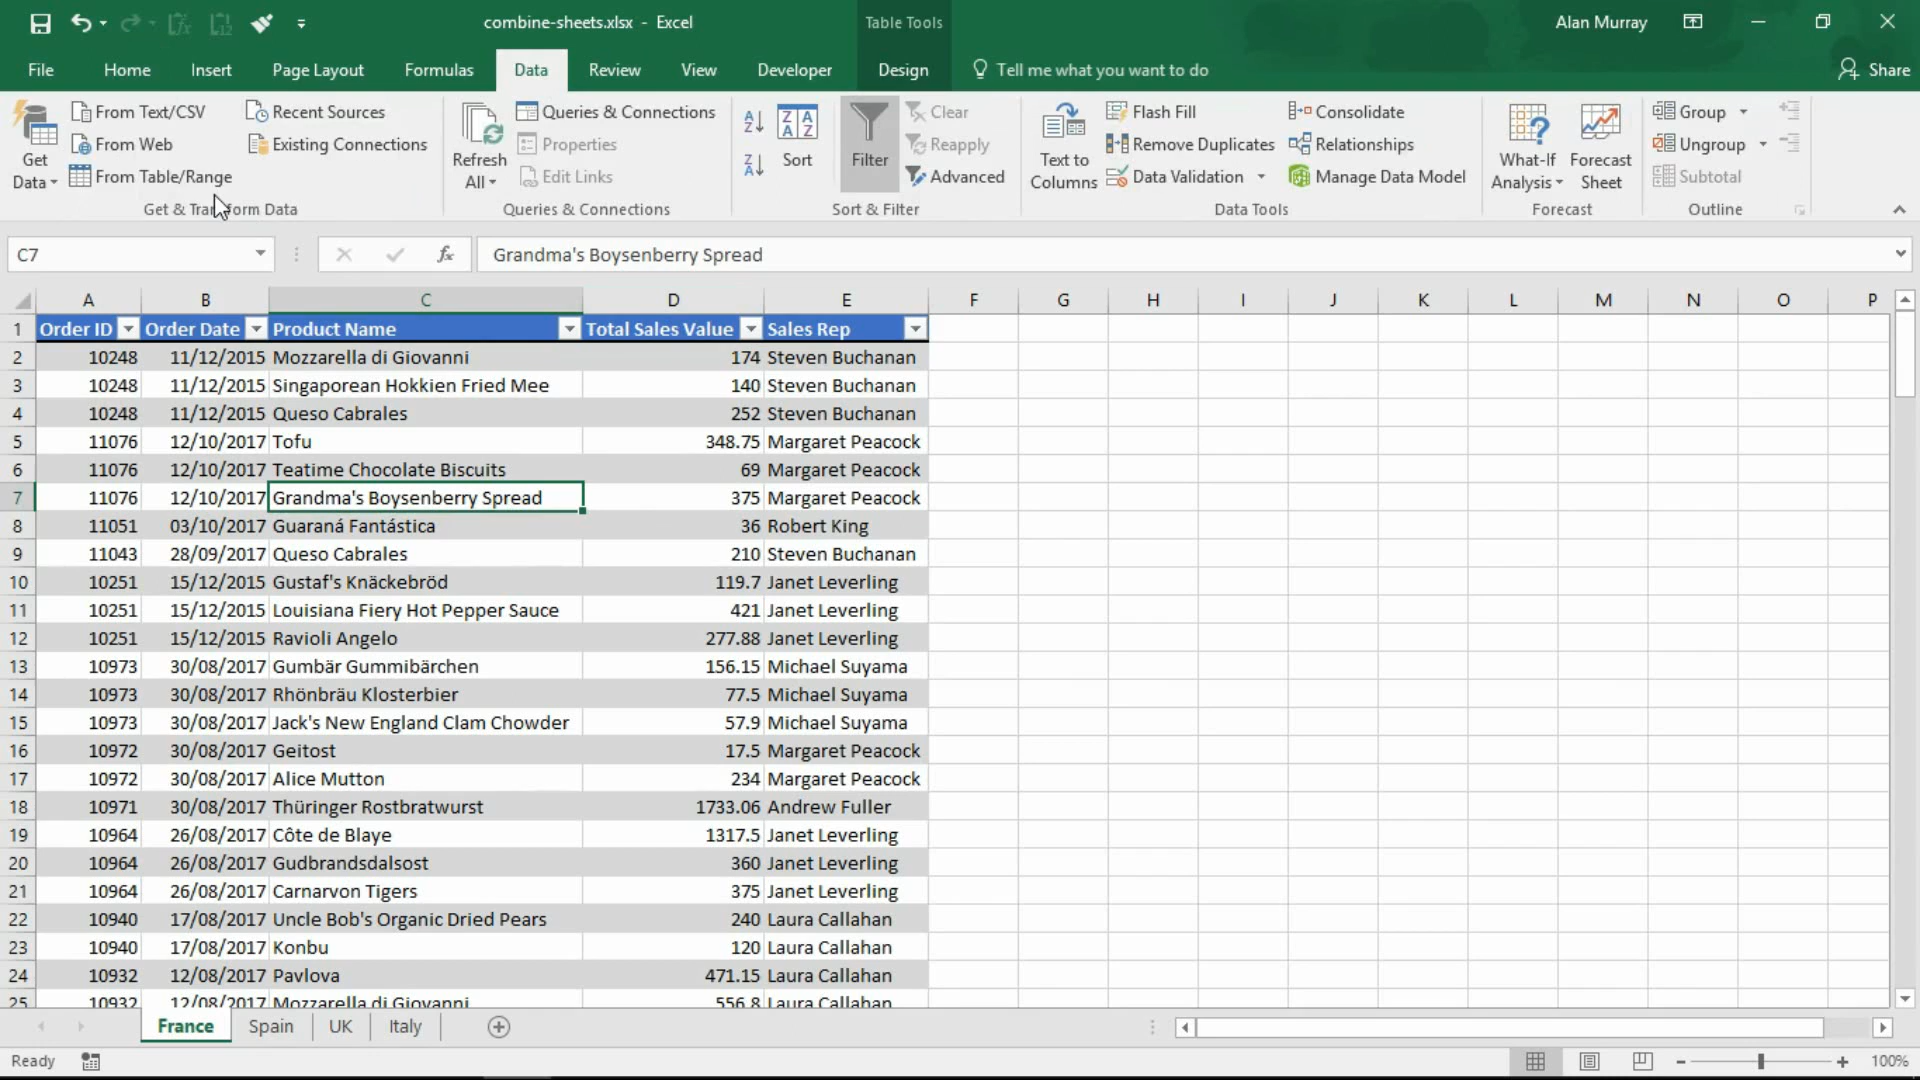 combine-sheets.xlsx - Excel
Table Tools
Alan Murray
File Home Insert Page Layout Formulas Data Review View Developer Design Tell me what you want to do Share
Get Data
From Text/CSV
From Web
From Table/Range
Recent Sources
Existing Connections
Get & Transform Data
Refresh All
Queries & Connections
Properties
Edit Links
Queries & Connections
Sort
Filter
Clear
Reapply
Advanced
Sort & Filter
Text to Columns
Flash Fill
Remove Duplicates
Data Validation
Consolidate
Relationships
Manage Data Model
Data Tools
What-If Analysis
Forecast Sheet
Forecast
Group
Ungroup
Subtotal
Outline
C7 fx Grandma's Boysenberry Spread
A B C D E F G H I J K L M N O P
1 Order ID Order Date Product Name Total Sales Value Sales Rep
2 10248 11/12/2015 Mozzarella di Giovanni 174 Steven Buchanan
3 10248 11/12/2015 Singaporean Hokkien Fried Mee 140 Steven Buchanan
4 10248 11/12/2015 Queso Cabrales 252 Steven Buchanan
5 11076 12/10/2017 Tofu 348.75 Margaret Peacock
6 11076 12/10/2017 Teatime Chocolate Biscuits 69 Margaret Peacock
7 11076 12/10/2017 Grandma's Boysenberry Spread 375 Margaret Peacock
8 11051 03/10/2017 Guaraná Fantástica 36 Robert King
9 11043 28/09/2017 Queso Cabrales 210 Steven Buchanan
10 10251 15/12/2015 Gustaf's Knäckebröd 119.7 Janet Leverling
11 10251 15/12/2015 Louisiana Fiery Hot Pepper Sauce 421 Janet Leverling
12 10251 15/12/2015 Ravioli Angelo 277.88 Janet Leverling
13 10973 30/08/2017 Gumbär Gummibärchen 156.15 Michael Suyama
14 10973 30/08/2017 Rhönbräu Klosterbier 77.5 Michael Suyama
15 10973 30/08/2017 Jack's New England Clam Chowder 57.9 Michael Suyama
16 10972 30/08/2017 Geitost 17.5 Margaret Peacock
17 10972 30/08/2017 Alice Mutton 234 Margaret Peacock
18 10971 30/08/2017 Thüringer Rostbratwurst 1733.06 Andrew Fuller
19 10964 26/08/2017 Côte de Blaye 1317.5 Janet Leverling
20 10964 26/08/2017 Gudbrandsdalsost 360 Janet Leverling
21 10964 26/08/2017 Carnarvon Tigers 375 Janet Leverling
22 10940 17/08/2017 Uncle Bob's Organic Dried Pears 240 Laura Callahan
23 10940 17/08/2017 Konbu 120 Laura Callahan
24 10932 12/08/2017 Pavlova 471.15 Laura Callahan
25 10932 12/08/2017 Mozzarella di Giovanni 556.8 Laura Callahan
France Spain UK Italy
Ready 100%